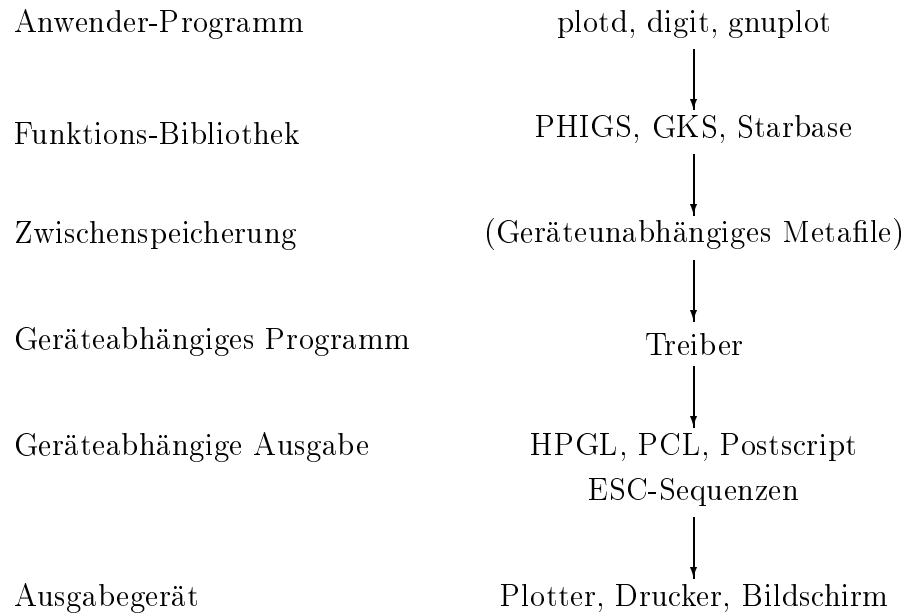 Anwender-Programm plotd, digit, gnuplot
Funktions-Bibliothek PHIGS, GKS, Starbase
Zwischenspeicherung (Geräteunabhängiges Metafile)
Geräteabhängiges Programm Treiber
Geräteabhängige Ausgabe HPGL, PCL, Postscript
ESC-Sequenzen
Ausgabegerät Plotter, Drucker, Bildschirm